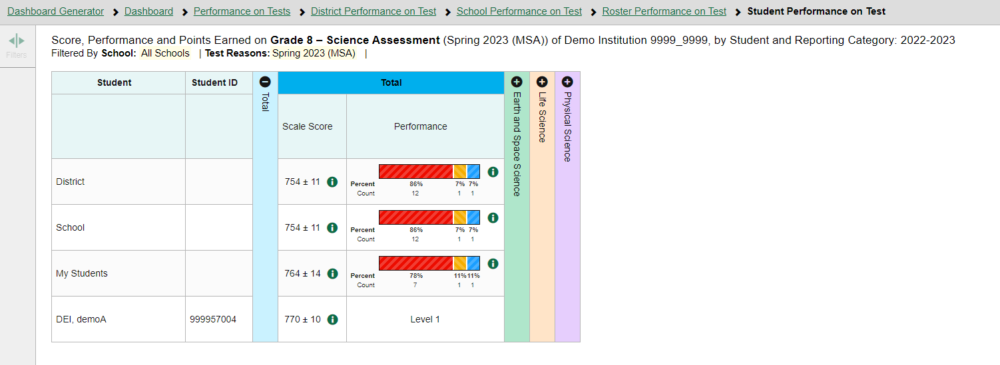 Dashboard Generator > Dashboard > Performance on Tests > District Performance on Test > School Performance on Test > Roster Performance on Test > Student Performance on Test
Filters
Score, Performance and Points Earned on Grade 8 – Science Assessment (Spring 2023 (MSA)) of Demo Institution 9999_9999, by Student and Reporting Category: 2022-2023
Filtered By School: All Schools | Test Reasons: Spring 2023 (MSA) |
Student Student ID Total Total Earth and Space Science Life Science Physical Science
Scale Score Performance
District 754 ± 11
Percent 86% 7% 7%
Count 12 1 1
School 754 ± 11
Percent 86% 7% 7%
Count 12 1 1
My Students 764 ± 14
Percent 78% 11% 11%
Count 7 1 1
DEI, demoA 999957004 770 ± 10 Level 1